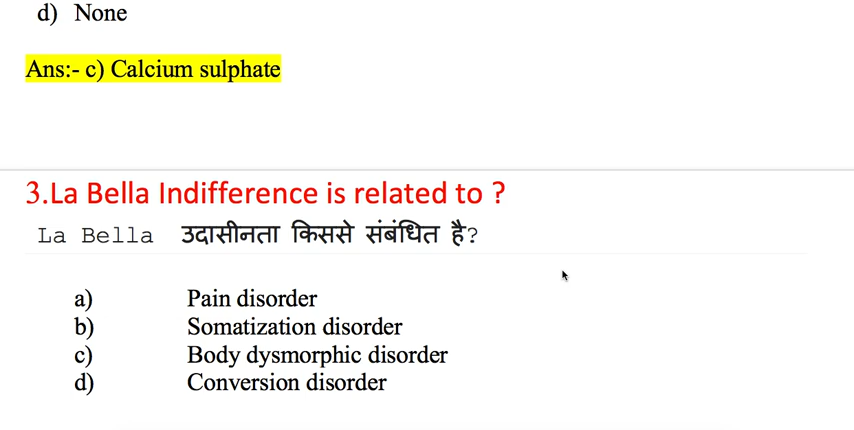 d) None
Ans:- c) Calcium sulphate
3.La Bella Indifference is related to ?
La Bella उदासीनता किससे संबंधित है?
a) Pain disorder
b) Somatization disorder
c) Body dysmorphic disorder
d) Conversion disorder